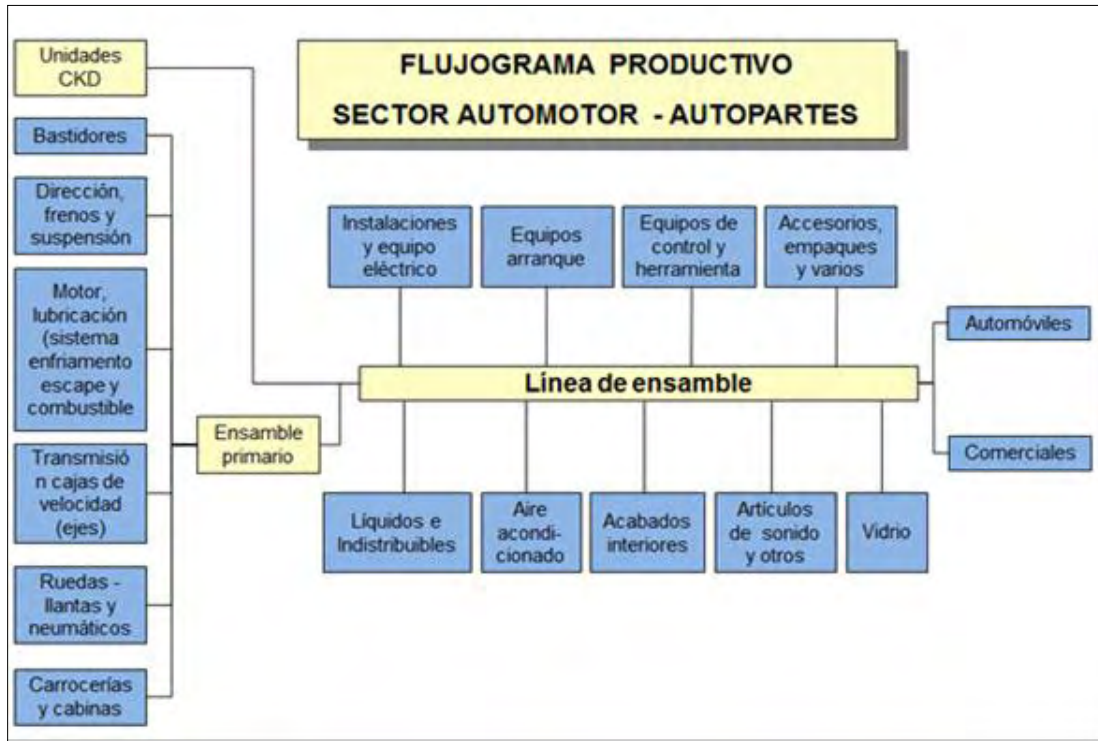 Unidades
CKD
FLUJOGRAMA PRODUCTIVO
SECTOR AUTOMOTOR - AUTOPARTES
Bastidores
Dirección,
frenos y
suspensión
Motor,
lubricación
(sistema
enfriamento
escape y
combustible
Transmisió
n cajas de
velocidad
(ejes)
Ruedas -
llantas y
neumáticos
Carrocerías
y cabinas
Ensamble
primario
Instalaciones
y equipo
eléctrico
Equipos
arranque
Equipos de
control y
herramienta
Accesorios,
empaques
y varios
Línea de ensamble
Líquidos e
Indistribuibles
Aire
acondi-
cionado
Acabados
interiores
Artículos
de sonido
y otros
Vidrio
Automóviles
Comerciales